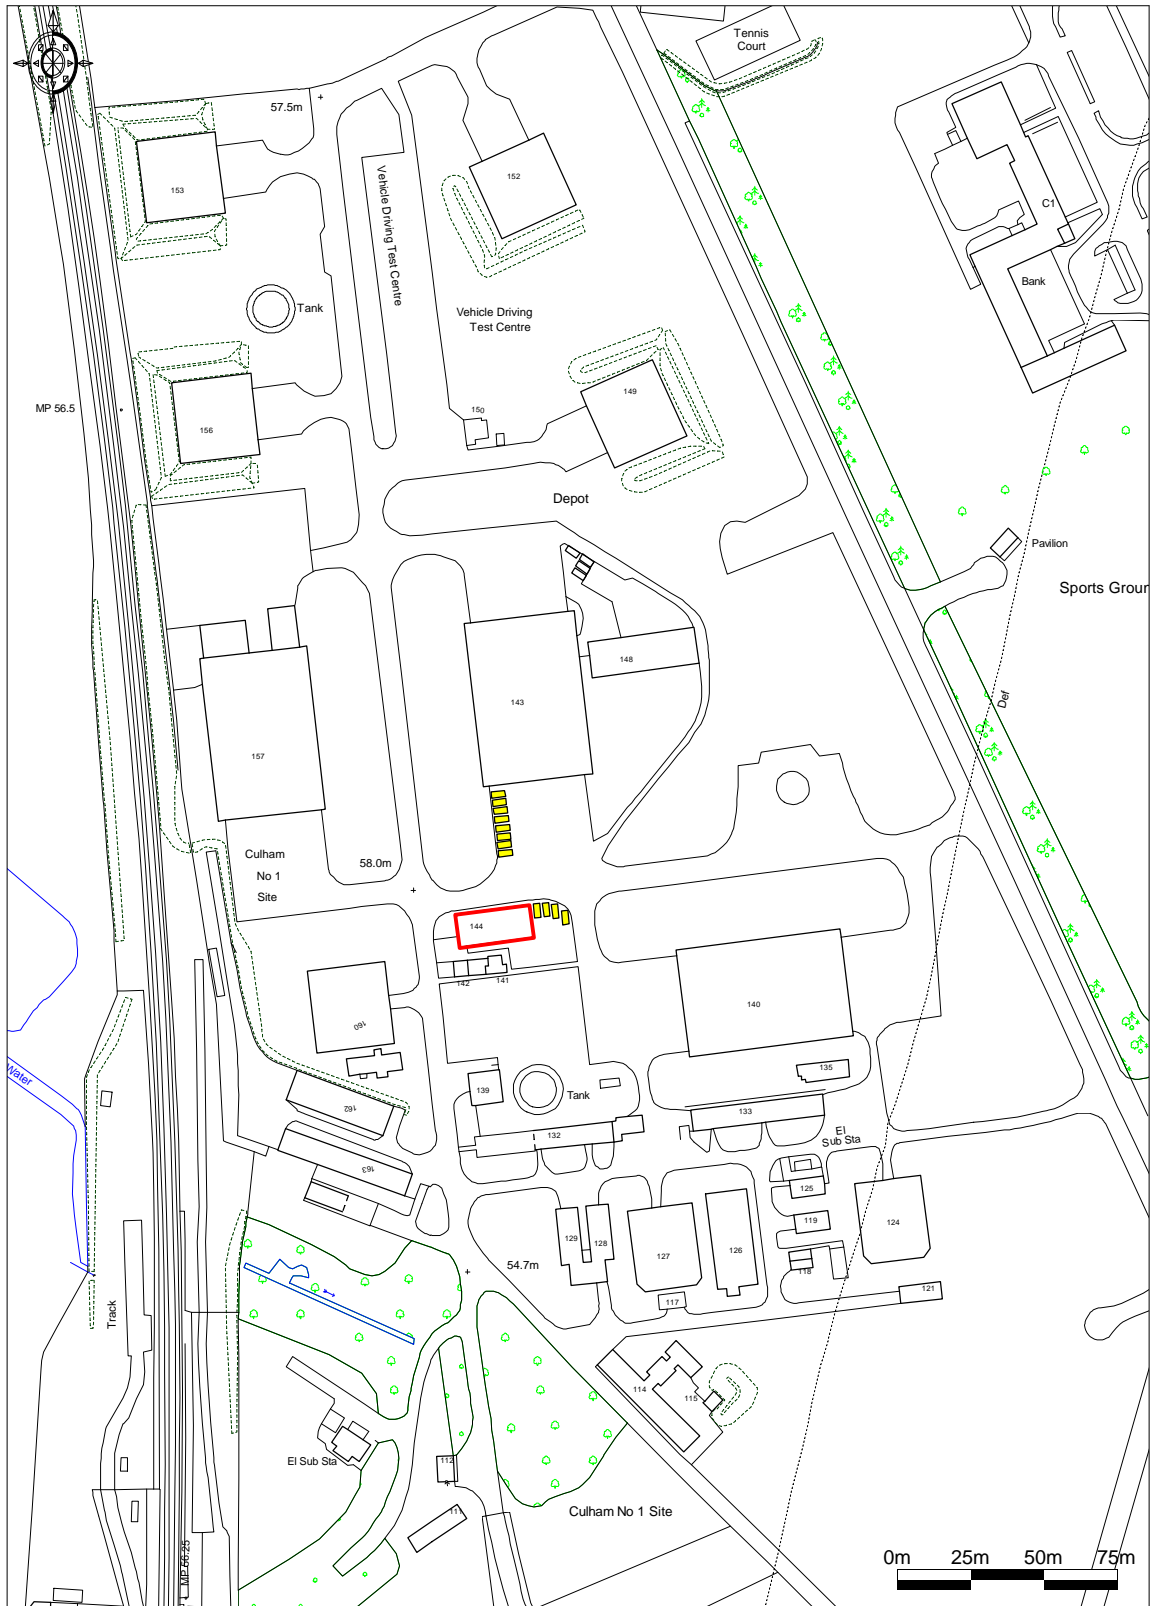 Tennis
Court
57.5m
153
152
Vehicle Driving Test Centre
C1
Bank
Tank
Vehicle Driving
Test Centre
149
MP 56.5
150
156
Depot
Pavilion
Sports Groun
148
143
Def
157
Culham
No 1
Site
58.0m
144
142
141
140
160
Water
139
Tank
135
162
133
132
El
Sub Sta
163
125
129
128
127
126
119
124
118
54.7m
117
121
Track
114
115
El Sub Sta
112
111
Culham No 1 Site
MP 56.25
0m 25m 50m 75m